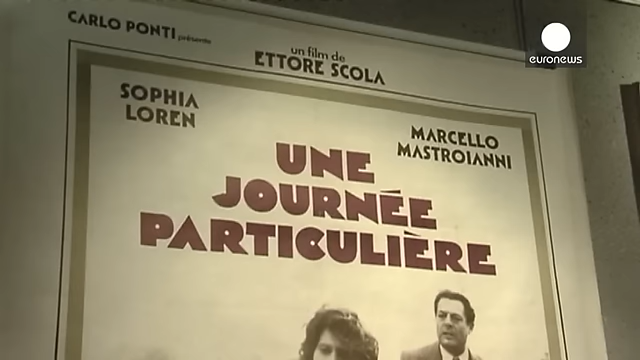 CARLO PONTI présente
un film de
ETTORE SCOLA
SOPHIA
LOREN
MARCELLO
MASTROIANNI
UNE
JOURNÉE
PARTICULIÈRE
euronews